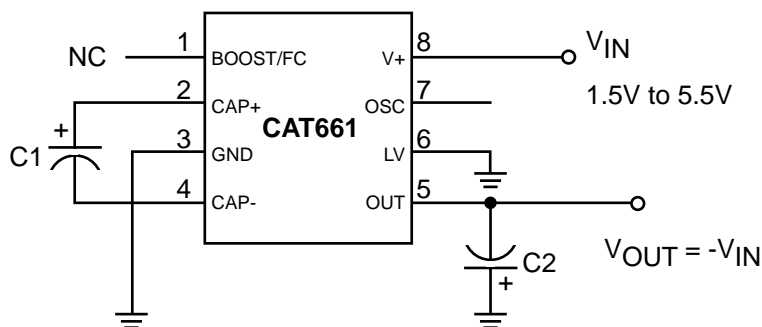 NC
1
BOOST/FC
V+
8
VIN
2
CAP+
OSC
7
1.5V to 5.5V
CAT661
+
C1
3
GND
LV
6
4
CAP-
OUT
5
C2
+
VOUT = -VIN